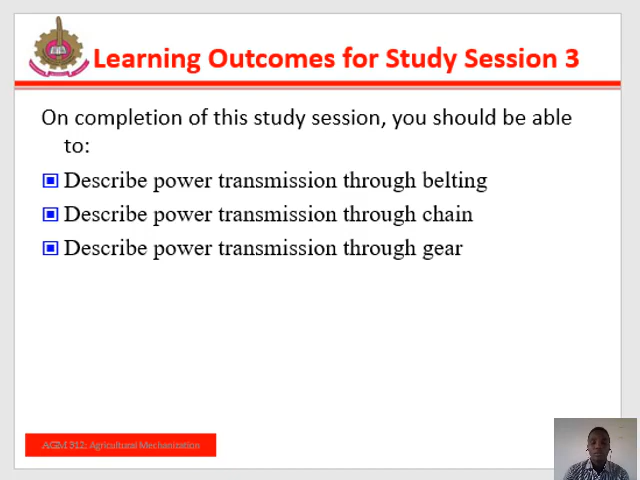 Learning Outcomes for Study Session 3
On completion of this study session, you should be able
to:
Describe power transmission through belting
Describe power transmission through chain
Describe power transmission through gear
AGM 312: Agricultural Mechanization